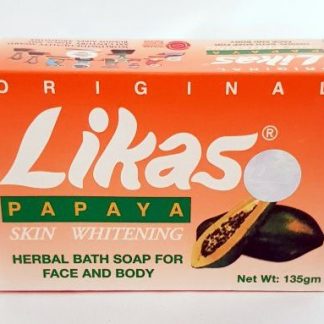 ORIGINAL
Likas®
PAPAYA
SKIN WHITENING
HERBAL BATH SOAP FOR
FACE AND BODY
Net Wt: 135gm